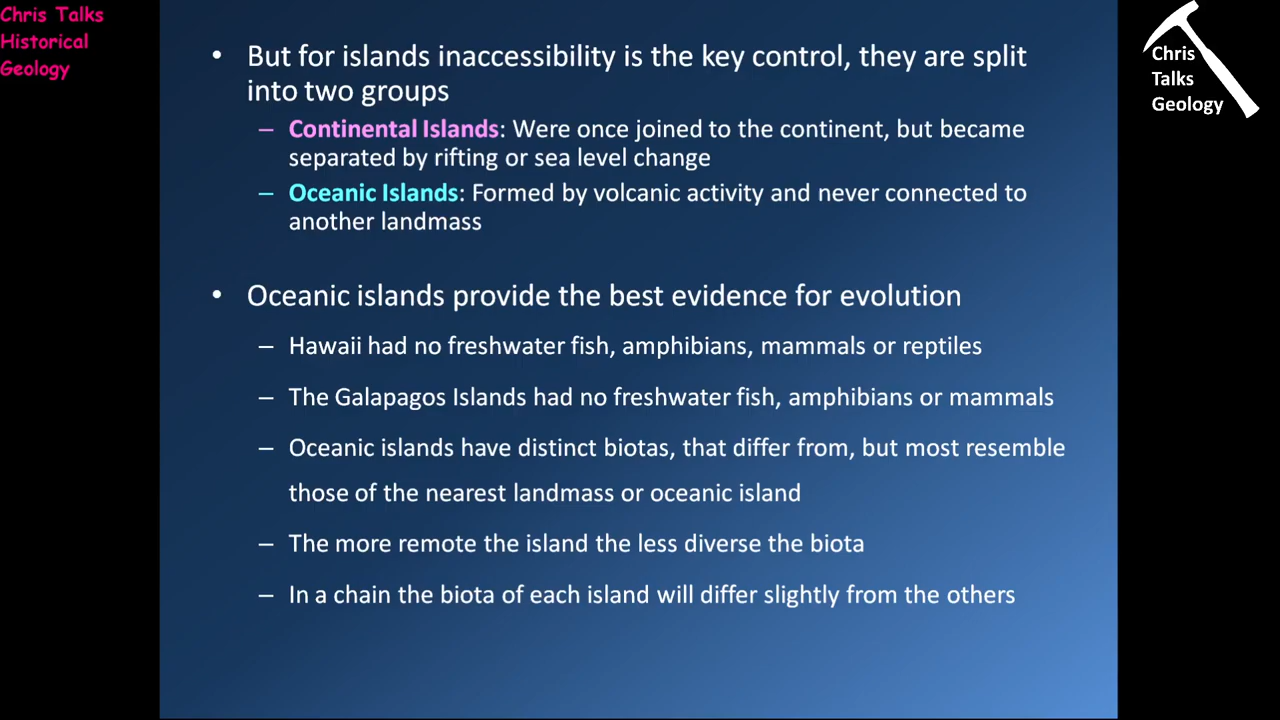 Chris Talks
Historical
Geology
Chris
Talks
Geology
• But for islands inaccessibility is the key control, they are split
into two groups
– Continental Islands: Were once joined to the continent, but became
separated by rifting or sea level change
– Oceanic Islands: Formed by volcanic activity and never connected to
another landmass
• Oceanic islands provide the best evidence for evolution
– Hawaii had no freshwater fish, amphibians, mammals or reptiles
– The Galapagos Islands had no freshwater fish, amphibians or mammals
– Oceanic islands have distinct biotas, that differ from, but most resemble
those of the nearest landmass or oceanic island
– The more remote the island the less diverse the biota
– In a chain the biota of each island will differ slightly from the others